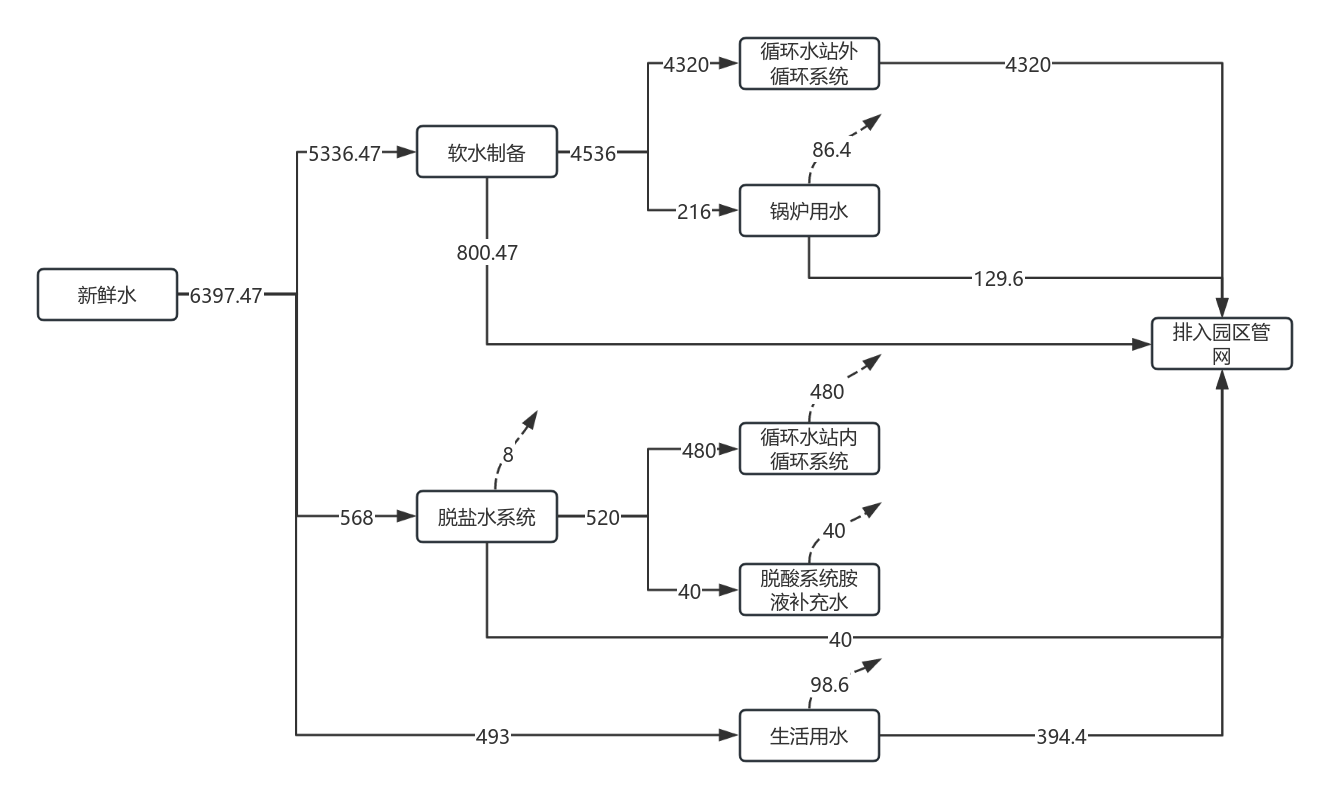 循环水站外
循环系统
4320
4320
86.4
5336.47
软水制备
4536
216
锅炉用水
800.47
129.6
新鲜水
6397.47
排入园区管
网
480
循环水站内
循环系统
480
8
568
脱盐水系统
520
40
脱酸系统胺
液补充水
40
40
98.6
493
生活用水
394.4